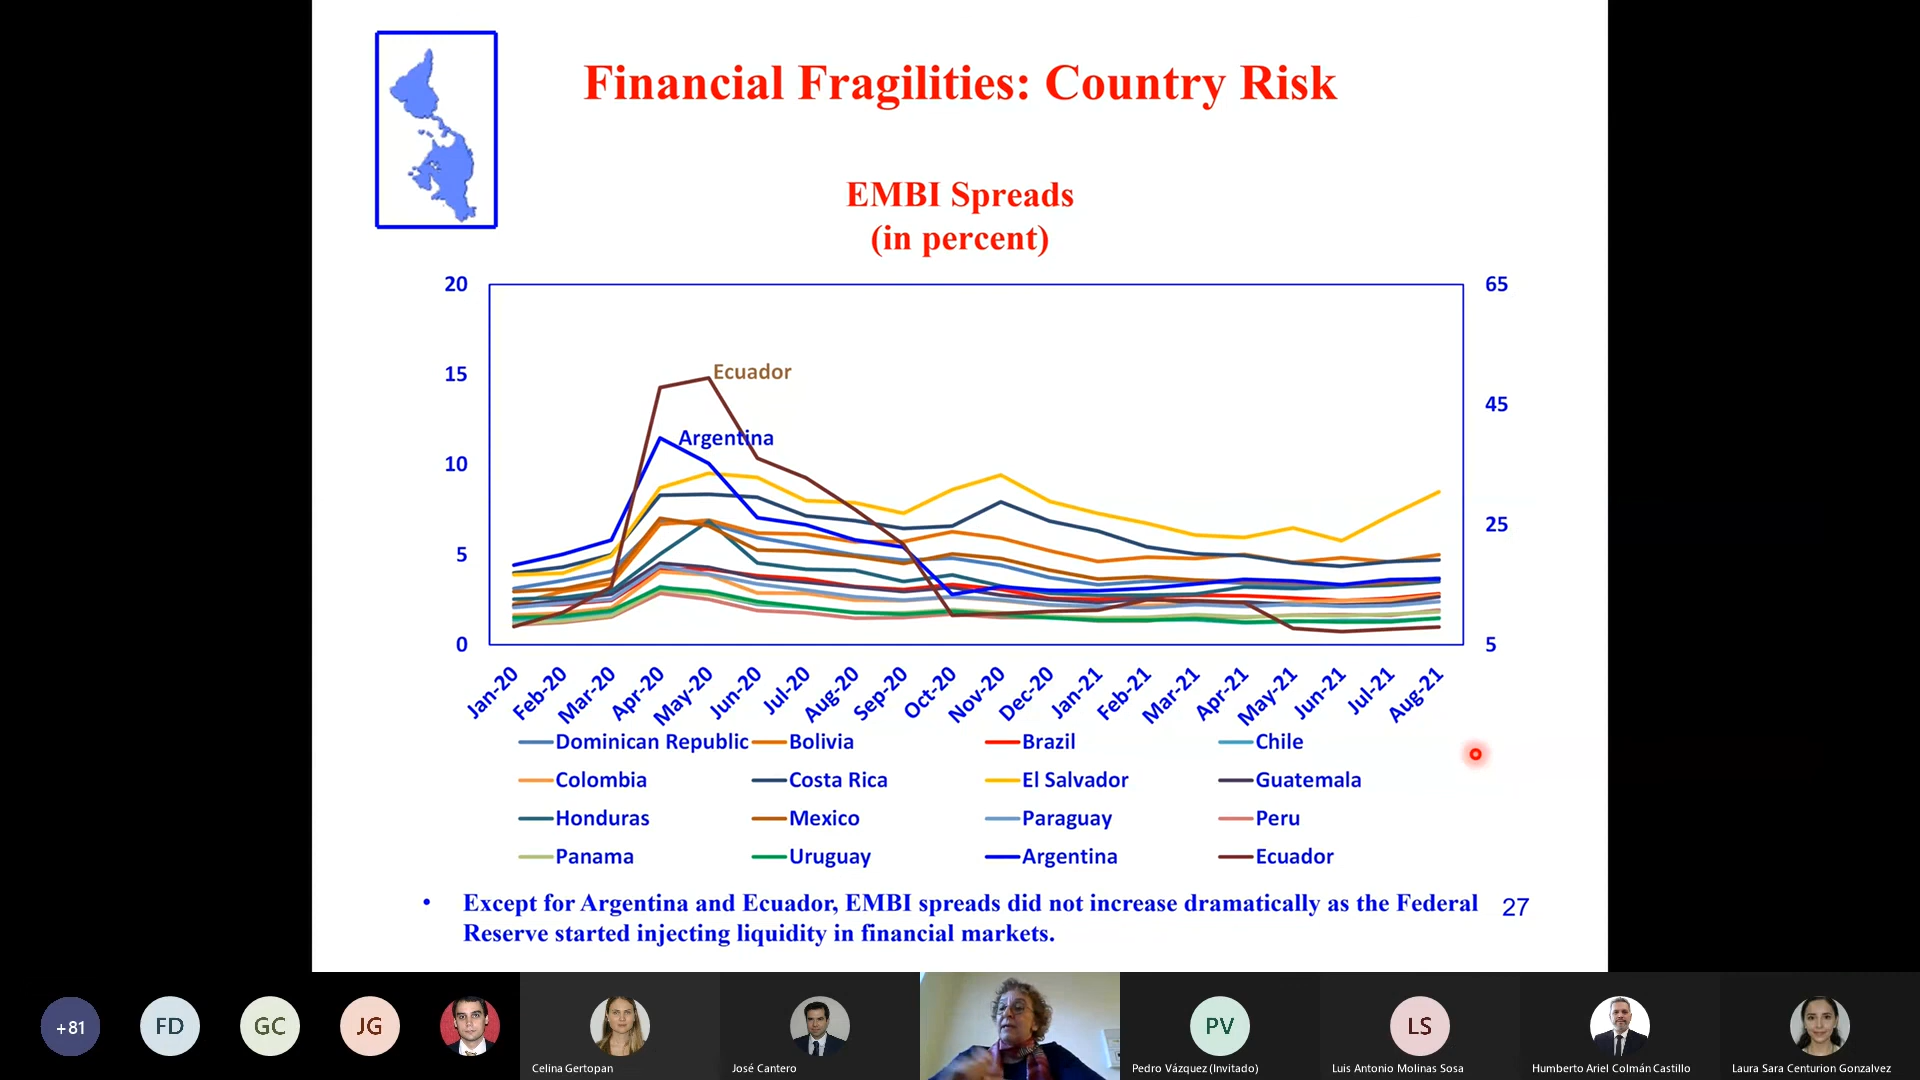 Financial Fragilities: Country Risk
EMBI Spreads
(in percent)
20
15
10
5
0
65
45
25
5
Ecuador
Argentina
Jan-20 Feb-20 Mar-20 Apr-20 May-20 Jun-20 Jul-20 Aug-20 Sep-20 Oct-20 Nov-20 Dec-20 Jan-21 Feb-21 Mar-21 Apr-21 May-21 Jun-21 Jul-21 Aug-21
Dominican Republic Bolivia Brazil Chile
Colombia Costa Rica El Salvador Guatemala
Honduras Mexico Paraguay Peru
Panama Uruguay Argentina Ecuador
• Except for Argentina and Ecuador, EMBI spreads did not increase dramatically as the Federal
Reserve started injecting liquidity in financial markets.
27
+81 FD GC JG PV LS
Celina Gertopan José Cantero Pedro Vázquez (Invitado) Luis Antonio Molinas Sosa Humberto Ariel Colmán Castillo Laura Sara Centurion Gonzalvez